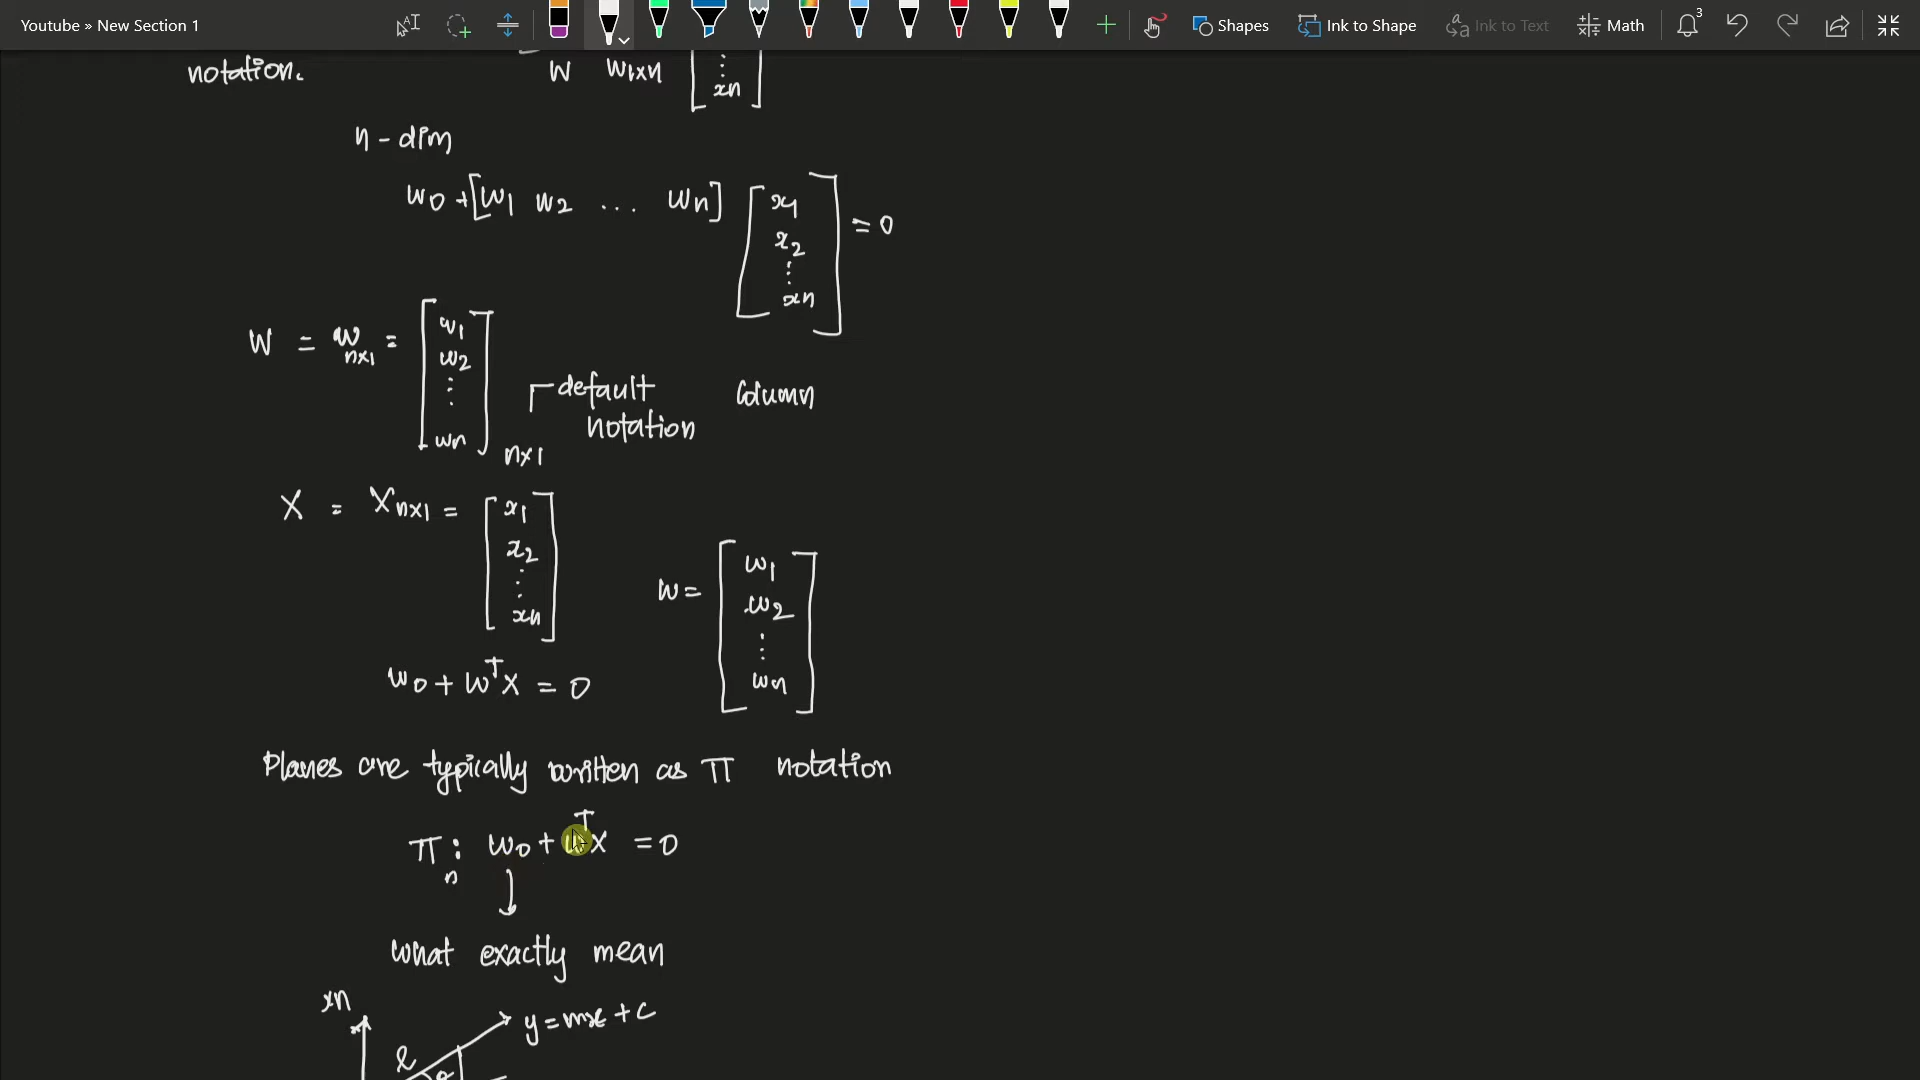 Youtube » New Section 1
Shapes Ink to Shape Ink to Text Math 3
notation. W W1xn
⋮
xn
n - dim
w0 + [w1 w2 ... wn] [x1
x2
⋮
xn] = 0
W = w nx1 = [w1
w2
⋮
wn] nx1
default notation column
X = Xnx1 = [x1
x2
⋮
xn]
w = [w1
w2
⋮
wn]
w0 + wᵀx = 0
Planes are typically written as π notation
πn : w0 + wᵀx = 0
what exactly mean
xn
y = mx + c
l